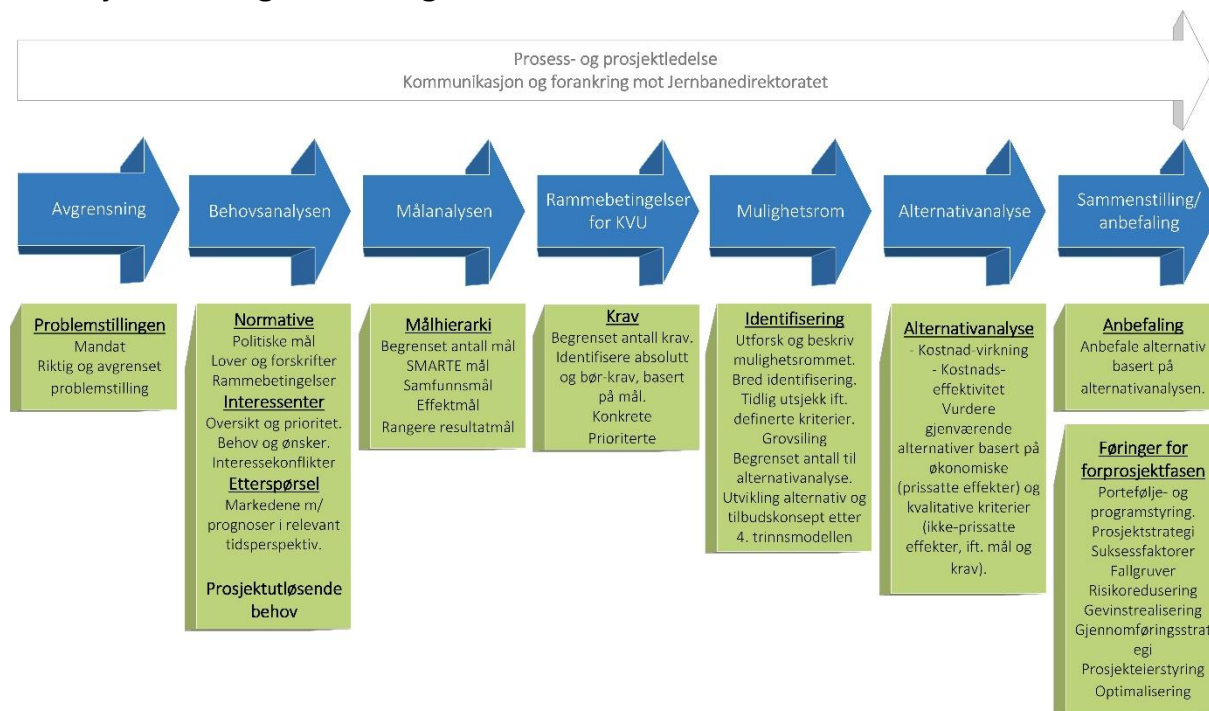 Prosess- og prosjektledelse
Kommunikasjon og forankring mot Jernbanedirektoratet
Avgrensning
Behovsanalysen
Målanalysen
Rammebetingelser
for KVU
Mulighetsrom
Alternativanalyse
Sammenstilling/
anbefaling
Problemstillingen
Mandat
Riktig og avgrenset
problemstilling
Normative
Politiske mål
Lover og forskrifter
Rammebetingelser
Interessenter
Oversikt og prioritet.
Behov og ønsker.
Interessekonflikter
Etterspørsel
Markedene m/
prognoser i relevant
tidsperspektiv.
Prosjektutløsende
behov
Målhierarki
Begrenset antall mål
SMARTE mål
Samfunnsmål
Effektmål
Rangere resultatmål
Krav
Begrenset antall krav.
Identifisere absolutt
og bør-krav, basert
på mål.
Konkrete
Prioriterte
Identifisering
Utforsk og beskriv
mulighetsrommet.
Bred identifisering.
Tidlig utsjekk ift.
definerte kriterier.
Grovsiling
Begrenset antall til
alternativanalyse.
Utvikling alternativ og
tilbudskonsept etter
4. trinnsmodellen
Alternativanalyse
- Kostnad-virkning
- Kostnads-
effektivitet
Vurdere
gjenværende
alternativer basert på
økonomiske
(prissatte effekter) og
kvalitative kriterier
(ikke-prissatte
effekter, ift. mål og
krav).
Anbefaling
Anbefale alternativ
basert på
alternativanalysen.
Føringer for
forprosjektfasen
Portefølje- og
programstyring.
Prosjektstrategi
Suksessfaktorer
Fallgruver
Risikoredusering
Gevinstrealisering
Gjennomføringsstrat
egi
Prosjekteierstyring
Optimalisering